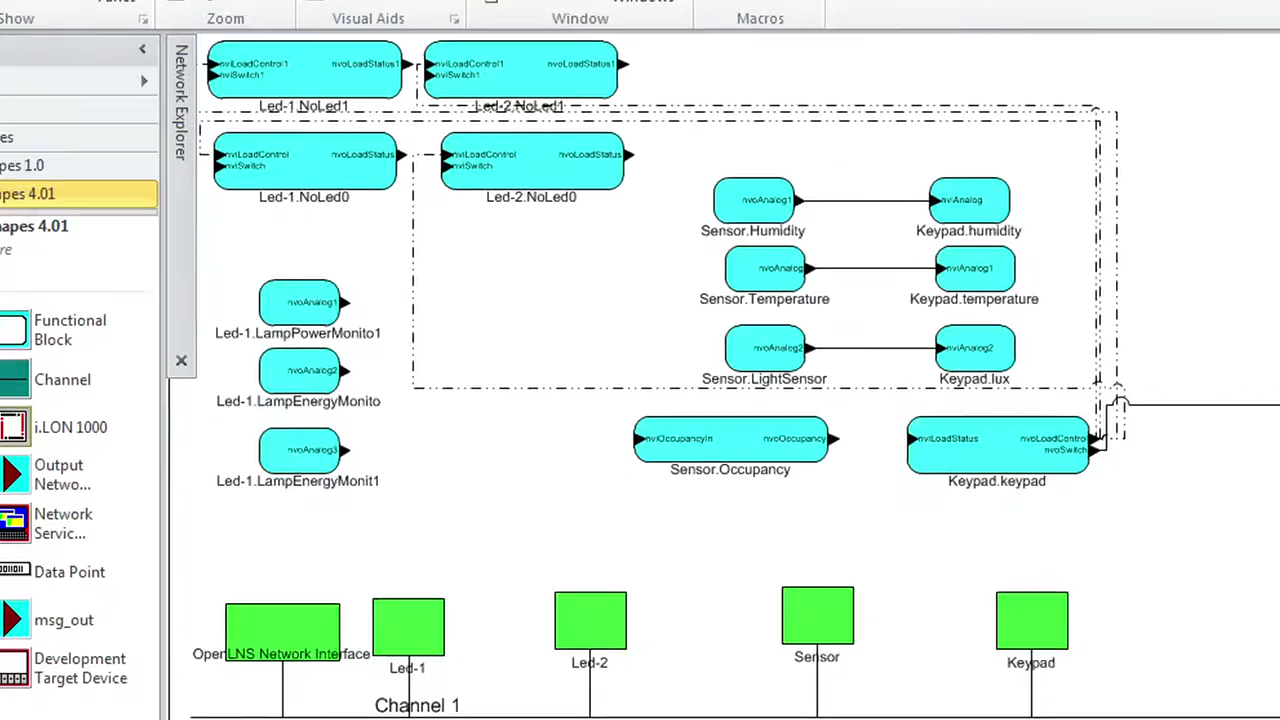 Show
Zoom
Visual Aids
Window
Macros
Network Explorer
es
pes 1.0
apes 4.01
apes 4.01
re
Functional
Block
Channel
i.LON 1000
Output
Netwo...
Network
Servic...
Data Point
msg_out
Development
Target Device
nviLoadControl1
nvoLoadStatus1
nviSwitch1
Led-1.NoLed1
nviLoadControl1
nvoLoadStatus1
nviSwitch1
Led-2.NoLed1
nviLoadControl
nvoLoadStatus
nviSwitch
Led-1.NoLed0
nviLoadControl
nvoLoadStatus
nviSwitch
Led-2.NoLed0
nvoAnalog1
Sensor.Humidity
nviAnalog
Keypad.humidity
nvoAnalog
Sensor.Temperature
nviAnalog1
Keypad.temperature
nvoAnalog1
Led-1.LampPowerMonito1
nvoAnalog2
Sensor.LightSensor
nviAnalog2
Keypad.lux
nvoAnalog2
Led-1.LampEnergyMonito
nvoAnalog3
Led-1.LampEnergyMonit1
nviOccupancyIn
nvoOccupancy
Sensor.Occupancy
nviLoadStatus
nvoLoadControl
nvoSwitch
Keypad.keypad
OpenLNS Network Interface
Led-1
Led-2
Sensor
Keypad
Channel 1